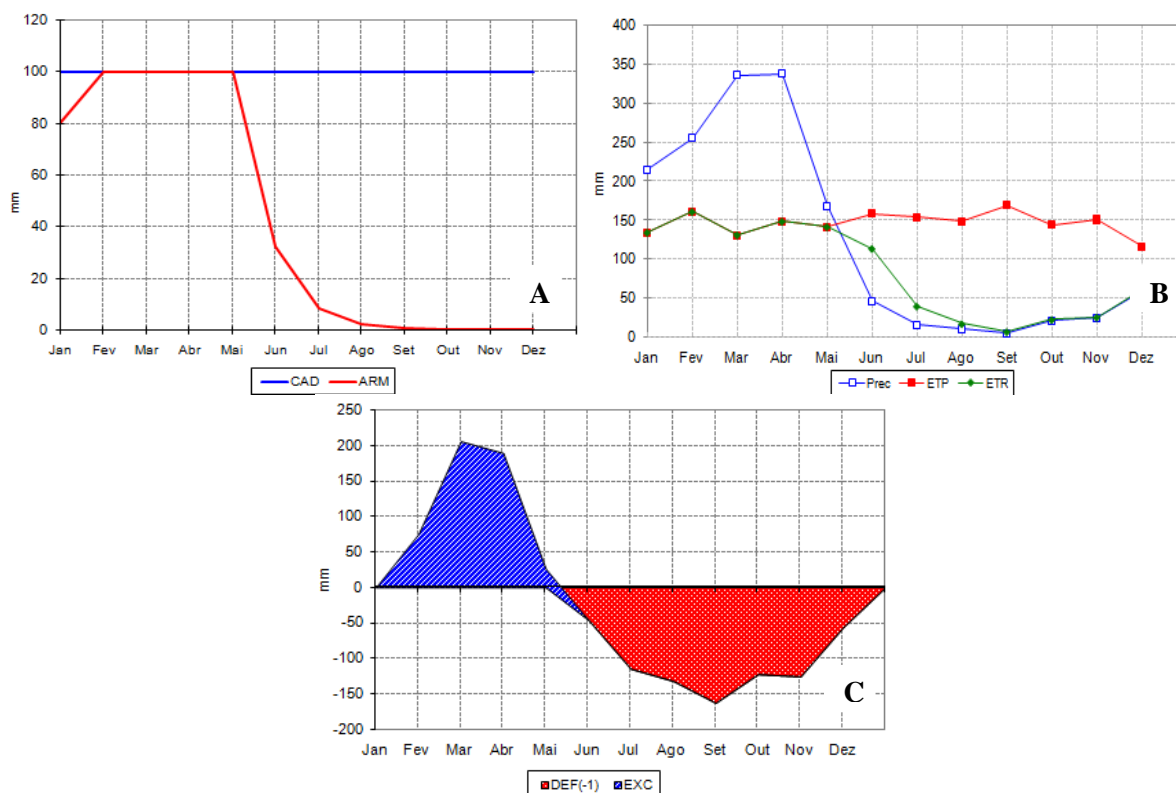 120
100
80
60
40
20
0
mm
Jan Fev Mar Abr Mai Jun Jul Ago Set Out Nov Dez
CAD ARM
A
400
350
300
250
200
150
100
50
0
mm
Jan Fev Mar Abr Mai Jun Jul Ago Set Out Nov Dez
Prec ETP ETR
B
250
200
150
100
50
0
-50
-100
-150
-200
mm
Jan Fev Mar Abr Mai Jun Jul Ago Set Out Nov Dez
DEF(-1) EXC
C